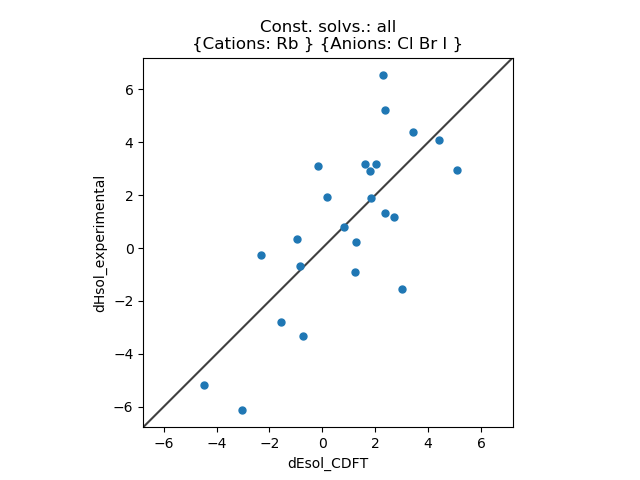 Const. solvs.: all
{Cations: Rb } {Anions: Cl Br I }
6
4
2
0
−2
−4
−6
dHsol_experimental
−6 −4 −2 0 2 4 6
dEsol_CDFT